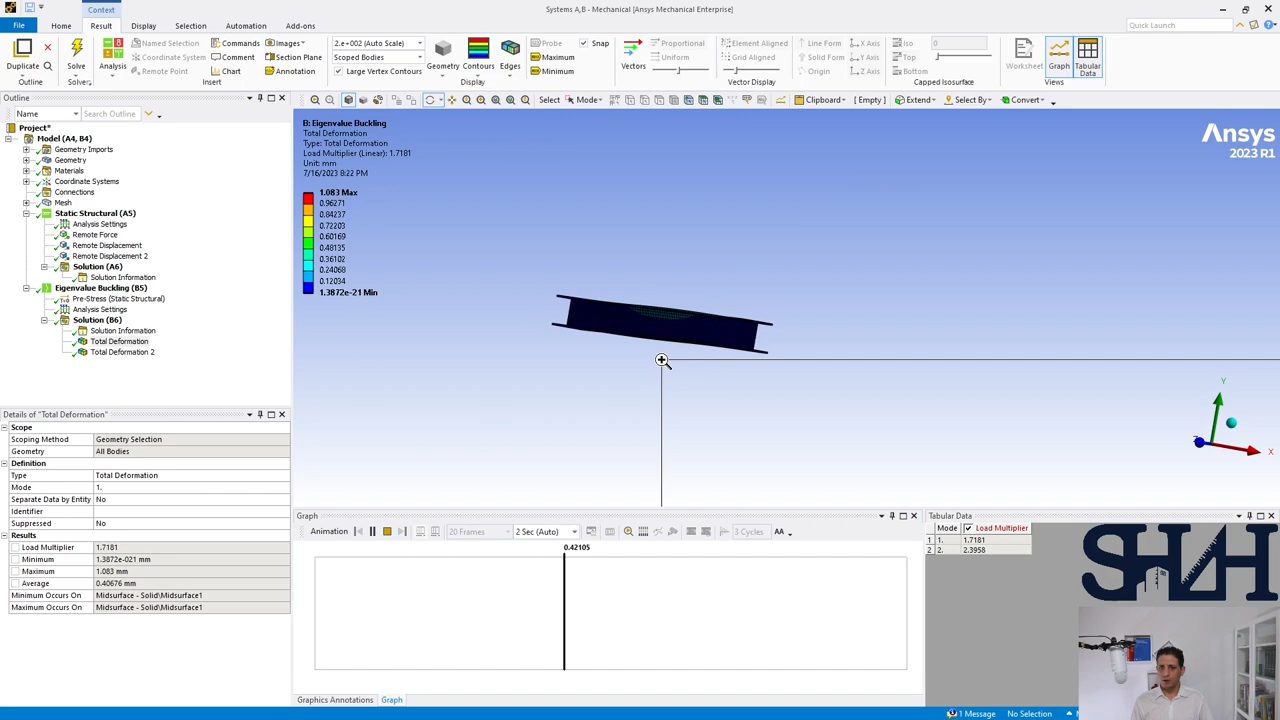 Context
Systems A,B - Mechanical [Ansys Mechanical Enterprise]
File
Home
Result
Display
Selection
Automation
Add-ons
Quick Launch
Duplicate
Outline
Solve
Solver
Analysis
Named Selection
Coordinate System
Remote Point
Commands
Comment
Chart
Images
Section Plane
Annotation
Insert
2.e+002 (Auto Scale)
Scoped Bodies
Large Vertex Contours
Geometry
Contours
Edges
Display
Probe
Maximum
Minimum
Snap
Vectors
Proportional
Uniform
Element Aligned
Grid Aligned
Line Form
Solid Form
Origin
X Axis
Y Axis
Z Axis
Vector Display
Iso
Top
Bottom
0
Capped Isosurface
Worksheet
Graph
Tabular
Data
Views
Outline
Name
Search Outline
Select
Mode
Clipboard
[ Empty ]
Extend
Select By
Convert
Project*
Model (A4, B4)
Geometry Imports
Geometry
Materials
Coordinate Systems
Connections
Mesh
Static Structural (A5)
Analysis Settings
Remote Force
Remote Displacement
Remote Displacement 2
Solution (A6)
Solution Information
Eigenvalue Buckling (B5)
Pre-Stress (Static Structural)
Analysis Settings
Solution (B6)
Solution Information
Total Deformation
Total Deformation 2
B: Eigenvalue Buckling
Total Deformation
Type: Total Deformation
Load Multiplier (Linear): 1.7181
Unit: mm
7/16/2023 8:22 PM
1.083 Max
0.96271
0.84237
0.72203
0.60169
0.48135
0.36102
0.24068
0.12034
1.3872e-21 Min
Ansys
2023 R1
Y
X
Z
Details of "Total Deformation"
Scope
Scoping Method Geometry Selection
Geometry All Bodies
Definition
Type Total Deformation
Mode 1.
Separate Data by Entity No
Identifier
Suppressed No
Results
Load Multiplier 1.7181
Minimum 1.3872e-021 mm
Maximum 1.083 mm
Average 0.40676 mm
Minimum Occurs On Midsurface - Solid\Midsurface1
Maximum Occurs On Midsurface - Solid\Midsurface1
Graph
Animation
20 Frames
2 Sec (Auto)
3 Cycles
0.42105
Graphics Annotations
Graph
Tabular Data
Mode Load Multiplier
1 1. 1.7181
2 2. 2.3958
1 Message
No Selection